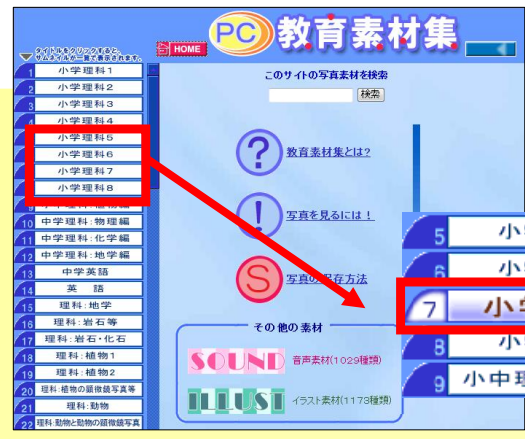 PC 教育素材集
HOME
タイトルをクリックすると、
サムネイルが一覧で表示されます。
1 小学理科1
2 小学理科2
3 小学理科3
4 小学理科4
5 小学理科5
6 小学理科6
7 小学理科7
8 小学理科8
9
10 中学理科:物理編
11 中学理科:化学編
12 中学理科:地学編
13 中学英語
14 英 語
15 理科:地学
16 理科:岩石等
17 理科:岩石・化石
18 理科:植物1
19 理科:植物2
20 理科:植物の顕微鏡写真等
21 理科:動物
22 理科:動物と動物の顕微鏡写真
このサイトの写真素材を検索
検索
? 教育素材集とは?
! 写真を見るには!
S 写真の保存方法
その他の素材
SOUND 音声素材(1029種類)
ILLUST イラスト素材(1173種類)
5 小
6 小
7 小
8 小
9 小中理